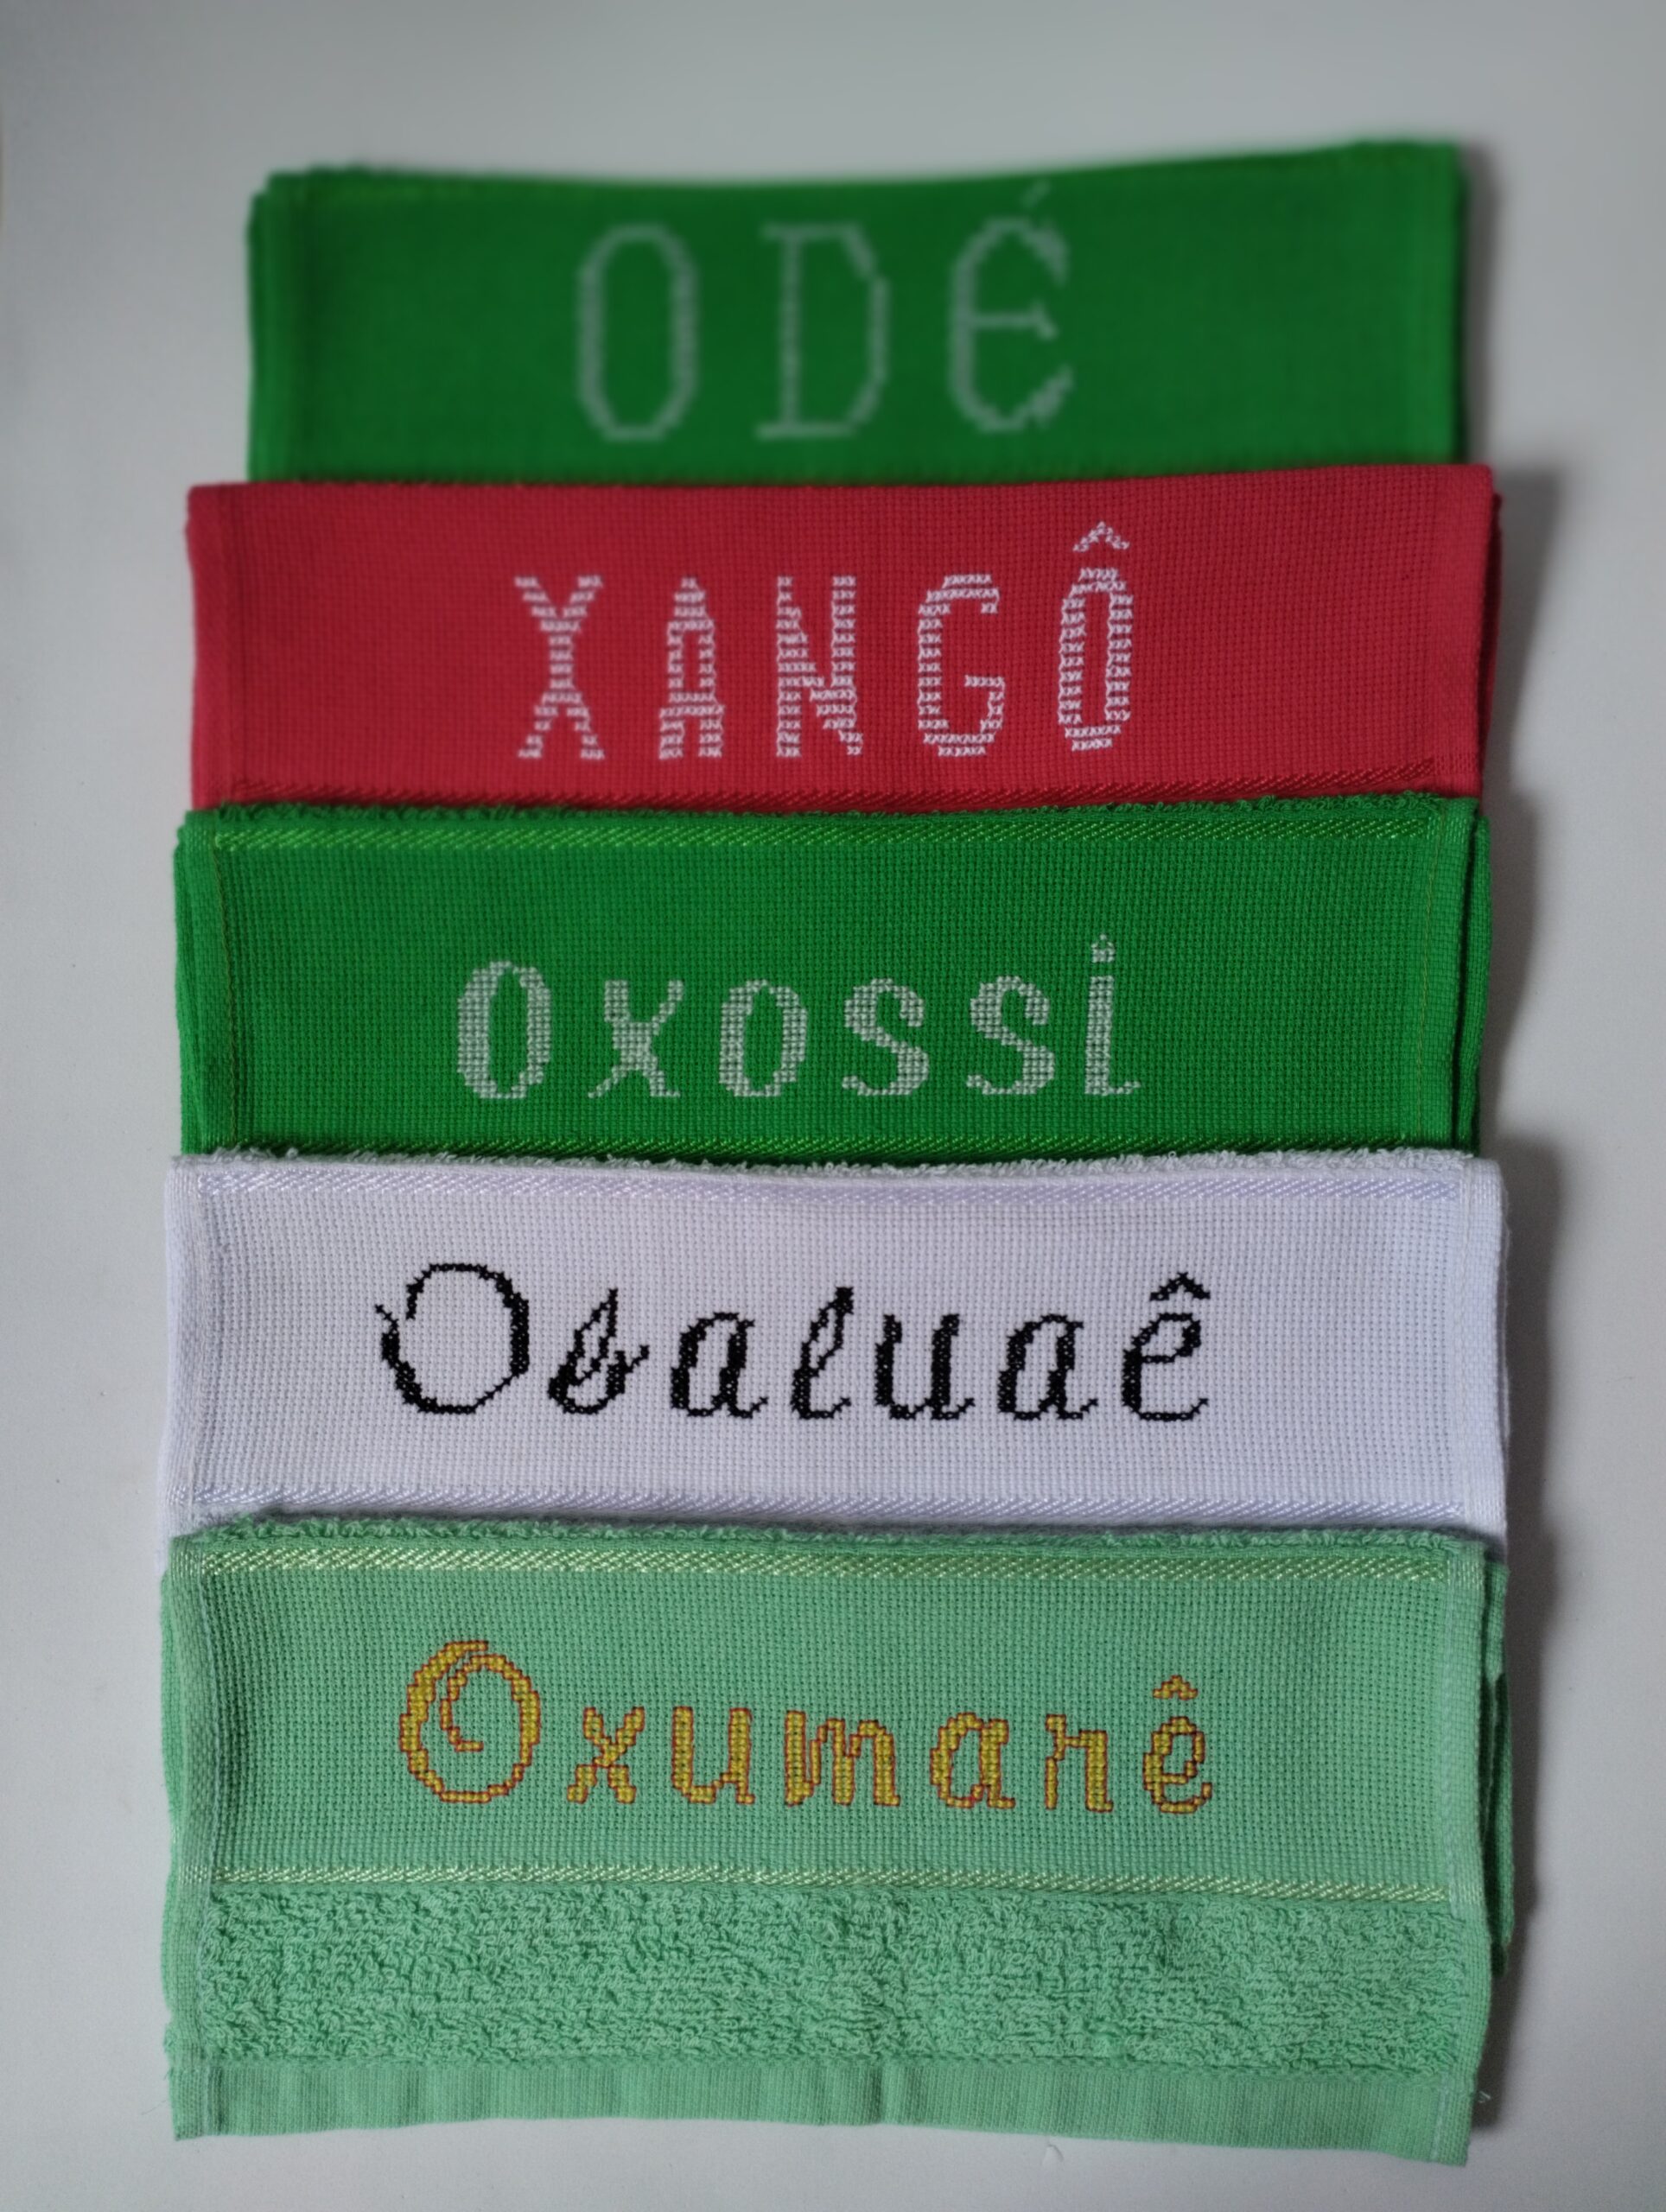 ODÉ
XANGÔ
Oxossi
Obaluaê
Oxumarê